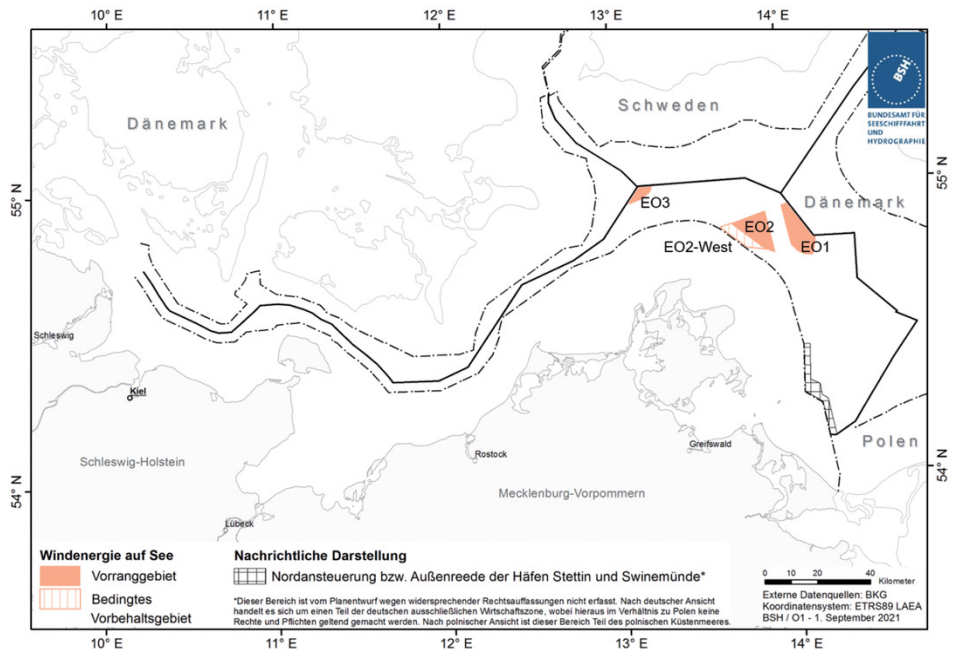 10° E
11° E
12° E
13° E
14° E
Schweden
Dänemark
BSH
BUNDESAMT FÜR
SEESCHIFFFAHRT
UND
HYDROGRAPHIE
55° N
55° N
EO3
Dänemark
EO2
EO2-West
EO1
Schleswig
Kiel
Polen
Greifswald
Schleswig-Holstein
Rostock
54° N
54° N
Mecklenburg-Vorpommern
Lübeck
Windenergie auf See
Vorranggebiet
Bedingtes
Vorbehaltsgebiet
Nachrichtliche Darstellung
Nordansteuerung bzw. Außenreede der Häfen Stettin und Swinemünde*
*Dieser Bereich ist vom Planentwurf wegen widersprechender Rechtsauffassungen nicht erfasst. Nach deutscher Ansicht
handelt es sich um einen Teil der deutschen ausschließlichen Wirtschaftszone, wobei hieraus im Verhältnis zu Polen keine
Rechte und Pflichten geltend gemacht werden. Nach polnischer Ansicht ist dieser Bereich Teil des polnischen Küstenmeeres.
0 10 20 40
Kilometer
Externe Datenquellen: BKG
Koordinatensystem: ETRS89 LAEA
BSH / O1 - 1. September 2021
10° E
11° E
12° E
13° E
14° E